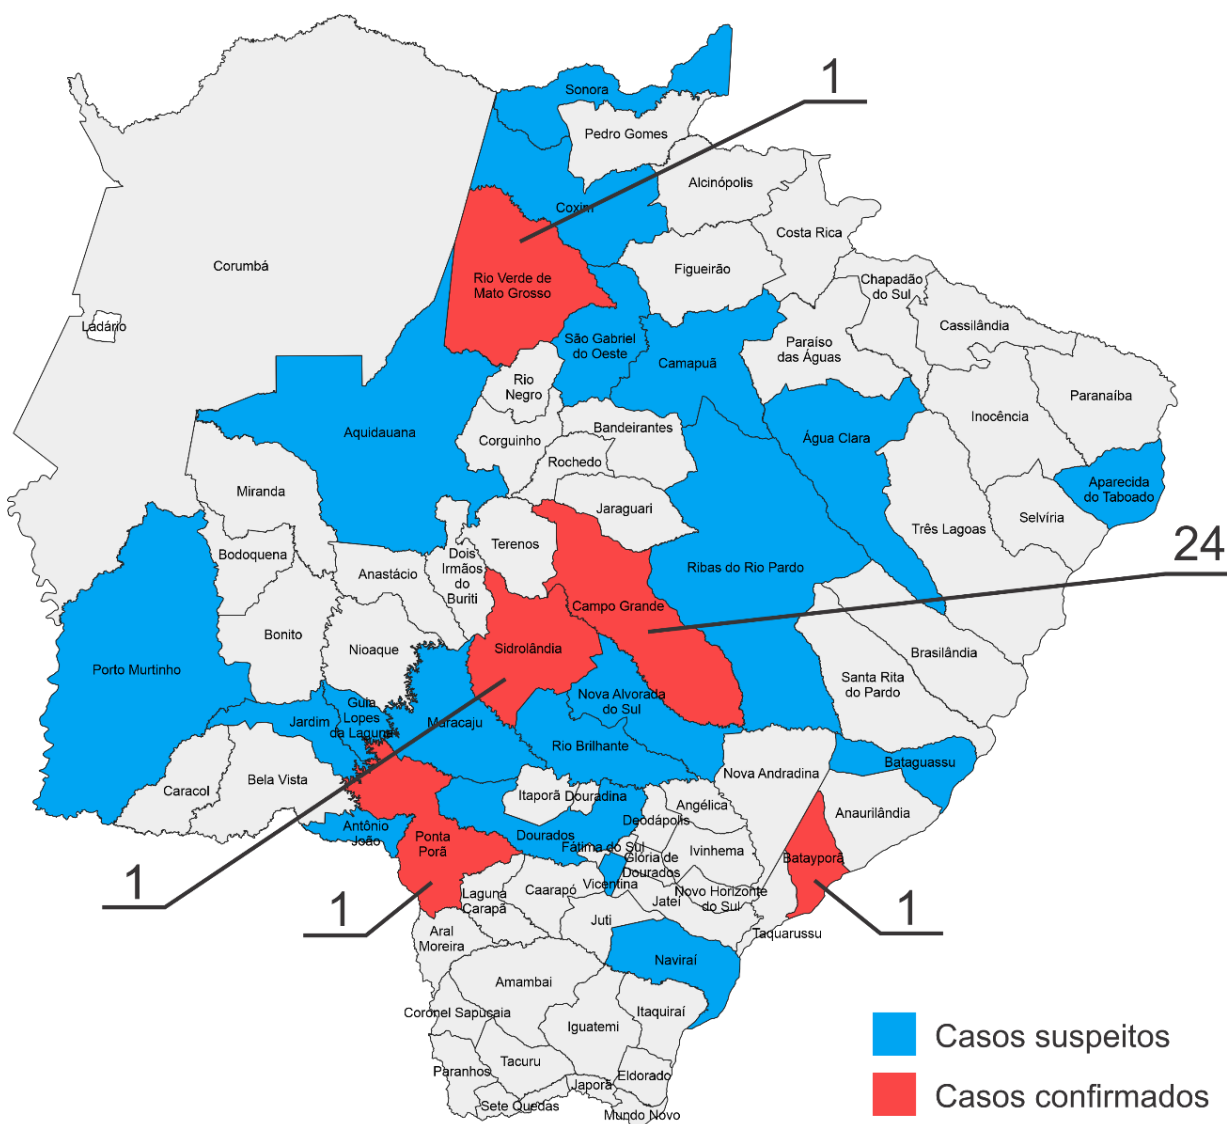 1
Sonora
Pedro Gomes
Alcinópolis
Coxim
Costa Rica
Corumbá
Figueirão
Rio Verde de
Mato Grosso
Chapadão
do Sul
Ladário
Cassilândia
São Gabriel
do Oeste
Camapuã
Paraíso
das Águas
Rio
Negro
Paranaíba
Inocência
Aquidauana
Corguinho
Bandeirantes
Água Clara
Rochedo
Miranda
Aparecida
do Taboado
Jaraguari
Selvíria
Três Lagoas
Terenos
24
Bodoquena
Dois
Irmãos
do
Buriti
Anastácio
Ribas do Rio Pardo
Campo Grande
Bonito
Nioaque
Sidrolândia
Brasilândia
Porto Murtinho
Santa Rita
do Pardo
Nova Alvorada
do Sul
Guia
Lopes
da Laguna
Jardim
Maracaju
Rio Brilhante
Bataguassu
Nova Andradina
Bela Vista
Caracol
Itaporã
Douradina
Angélica
Anaurilândia
Deodápolis
Antônio
João
Ponta
Porã
Dourados
Fátima do Sul
Ivinhema
Batayporã
Glória de
Dourados
Vicentina
1
Laguna
Carapã
Caarapó
Novo Horizonte
do Sul
Jateí
1
1
Juti
Taquarussu
Aral
Moreira
Naviraí
Amambai
Coronel Sapucaia
Itaquiraí
Iguatemi
Casos suspeitos
Tacuru
Paranhos
Eldorado
Japorã
Casos confirmados
Sete Quedas
Mundo Novo